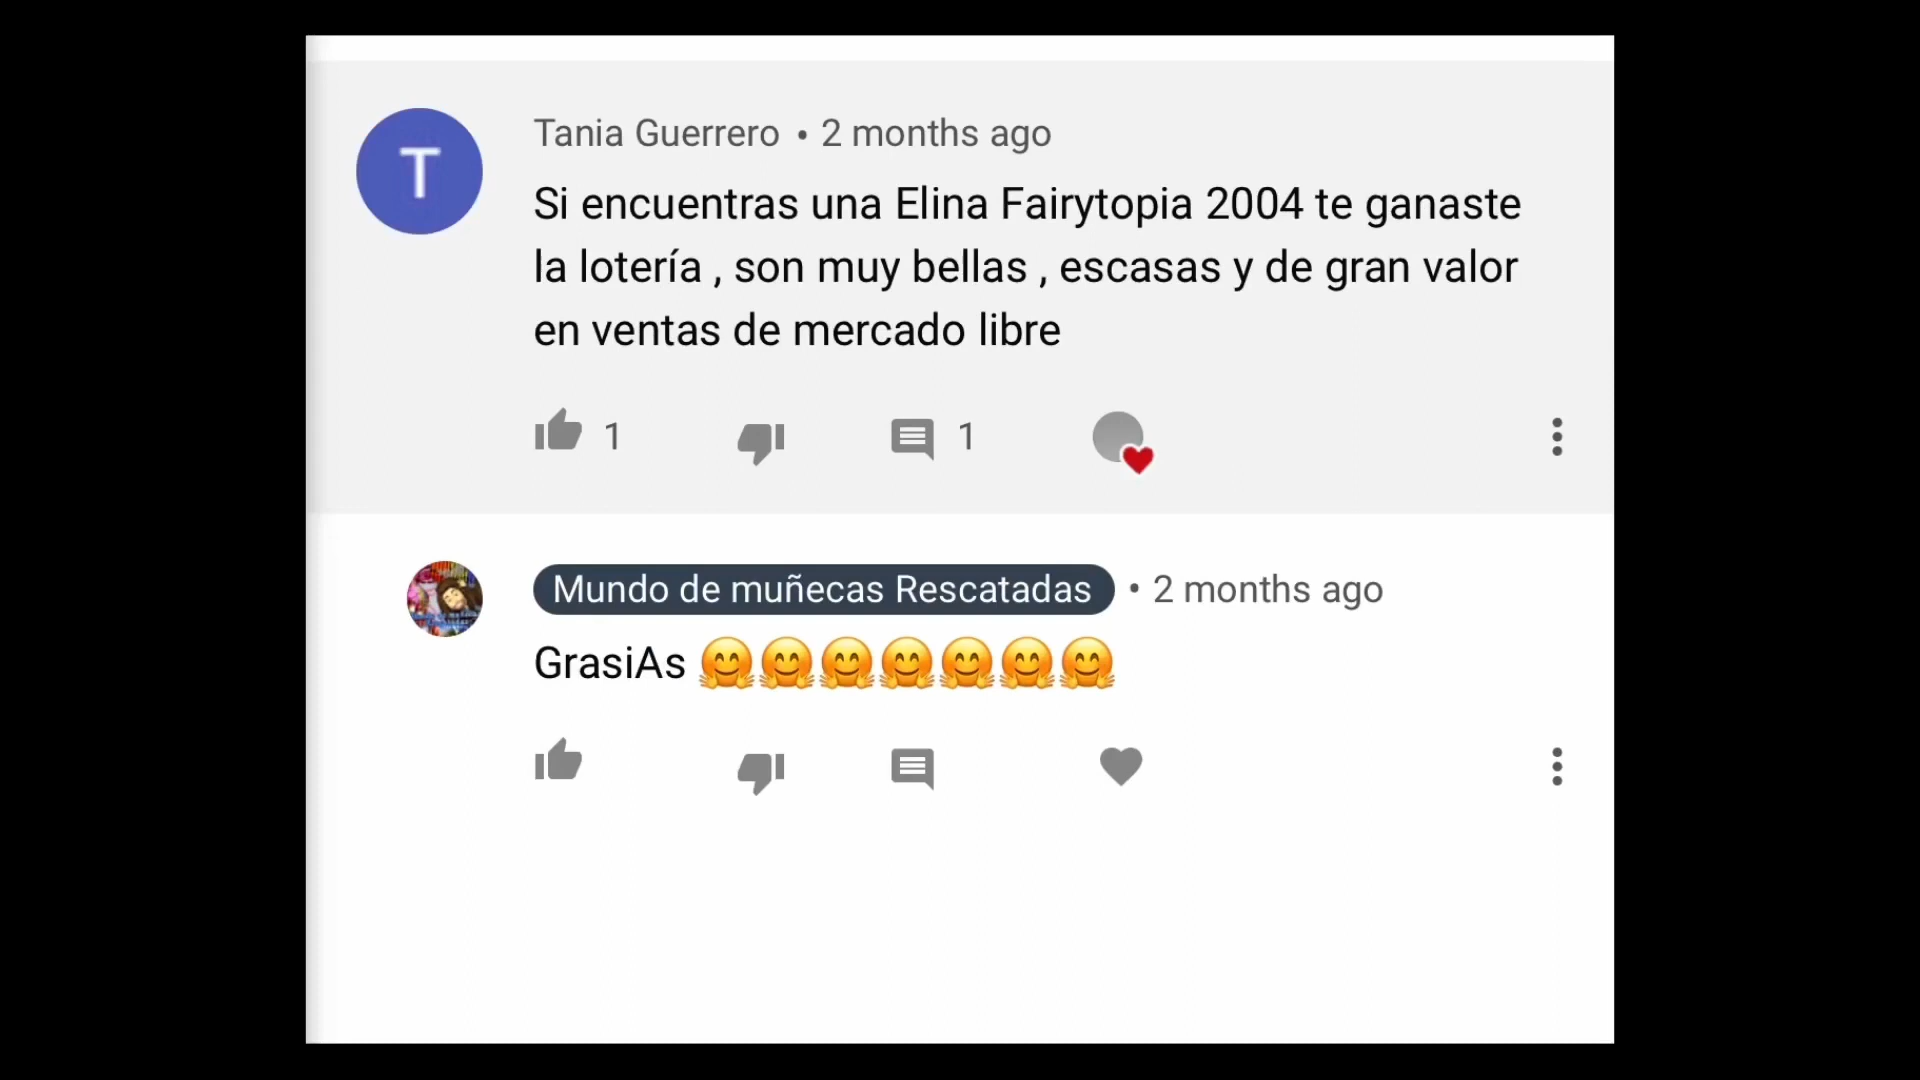 T
Tania Guerrero • 2 months ago
Si encuentras una Elina Fairytopia 2004 te ganaste
la lotería , son muy bellas , escasas y de gran valor
en ventas de mercado libre
1 1
Mundo de muñecas Rescatadas • 2 months ago
GrasiAs 🤗🤗🤗🤗🤗🤗🤗